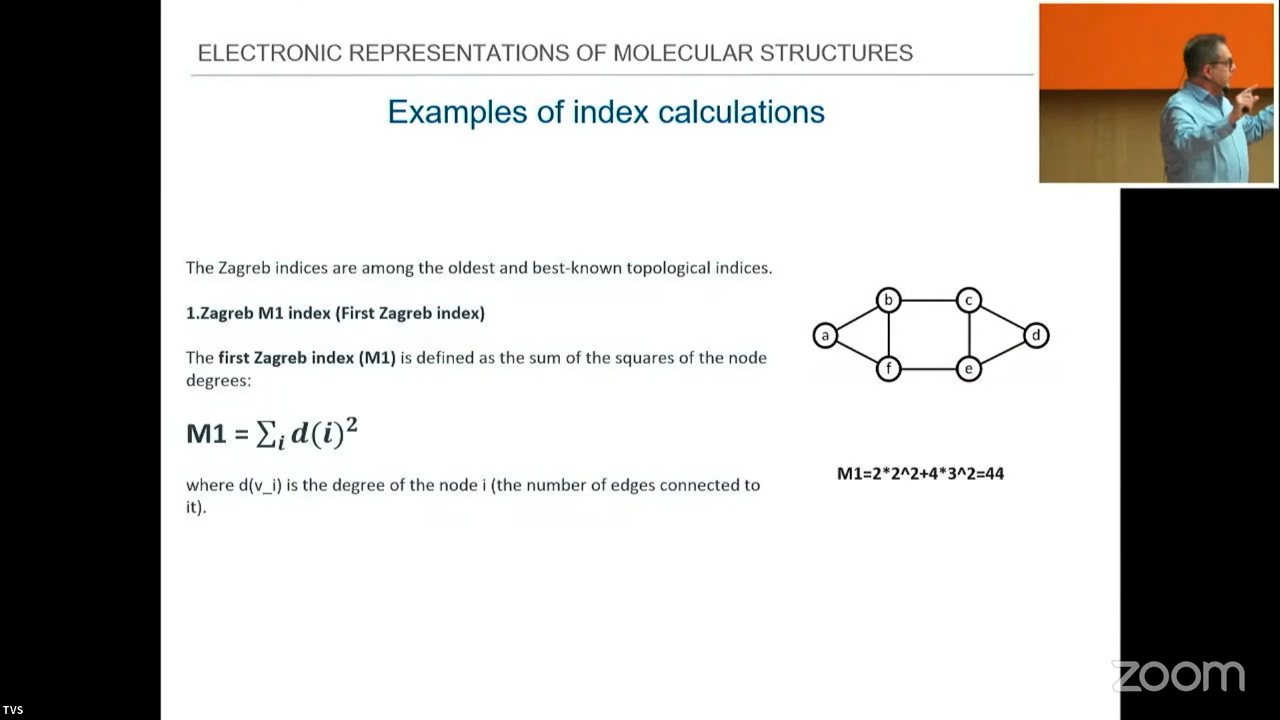 ELECTRONIC REPRESENTATIONS OF MOLECULAR STRUCTURES
Examples of index calculations
The Zagreb indices are among the oldest and best-known topological indices.
1.Zagreb M1 index (First Zagreb index)
The first Zagreb index (M1) is defined as the sum of the squares of the node
degrees:
M1 = ∑ᵢ d(i)²
where d(v_i) is the degree of the node i (the number of edges connected to
it).
b
c
a
d
f
e
M1=2*2^2+4*3^2=44
zoom
TVS